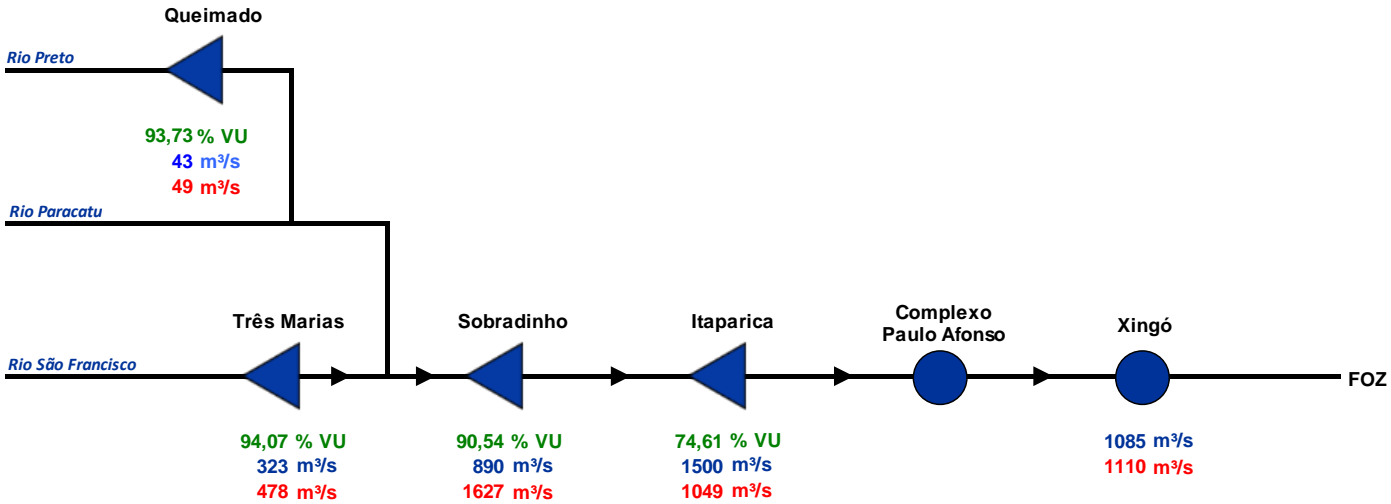 Queimado
Rio Preto
93,73 % VU
43 m³/s
49 m³/s
Rio Paracatu
Três Marias
Sobradinho
Itaparica
Complexo
Paulo Afonso
Xingó
Rio São Francisco
FOZ
94,07 % VU
323 m³/s
478 m³/s
90,54 % VU
890 m³/s
1627 m³/s
74,61 % VU
1500 m³/s
1049 m³/s
1085 m³/s
1110 m³/s